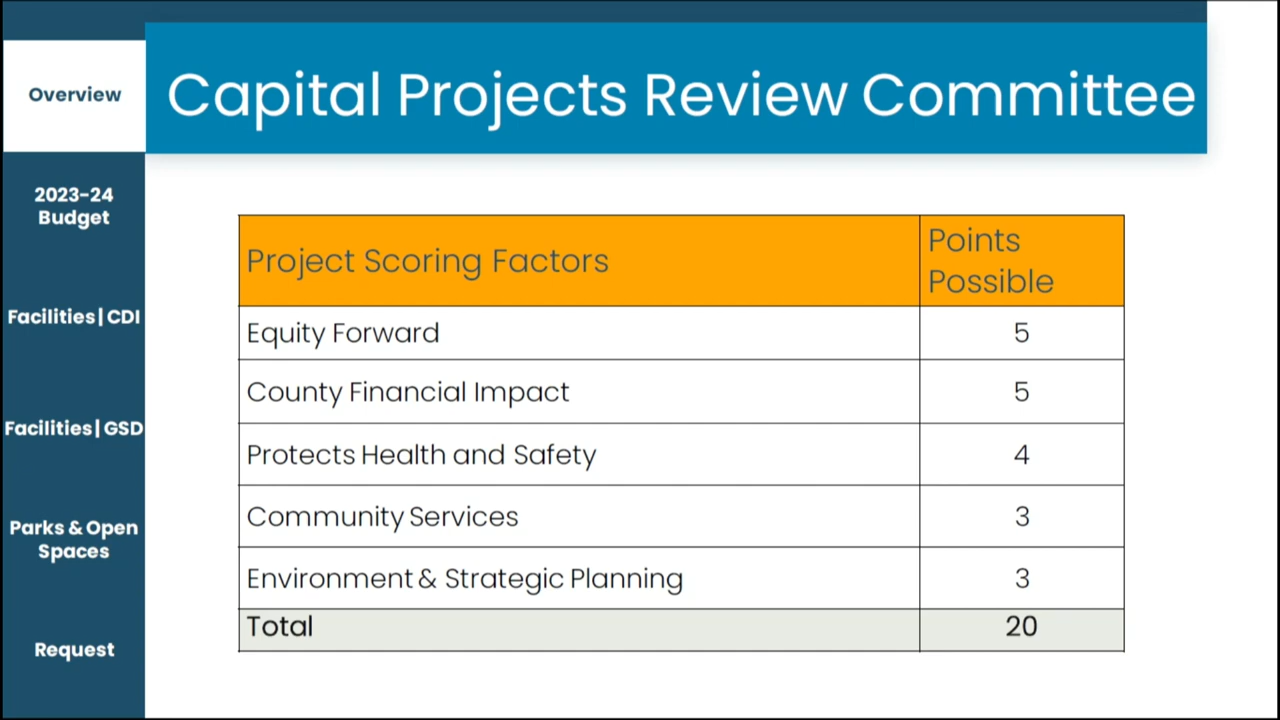 Overview
Capital Projects Review Committee
2023-24
Budget
Facilities | CDI
Facilities | GSD
Parks & Open
Spaces
Request
Project Scoring Factors
Points
Possible
Equity Forward 5
County Financial Impact 5
Protects Health and Safety 4
Community Services 3
Environment & Strategic Planning 3
Total 20